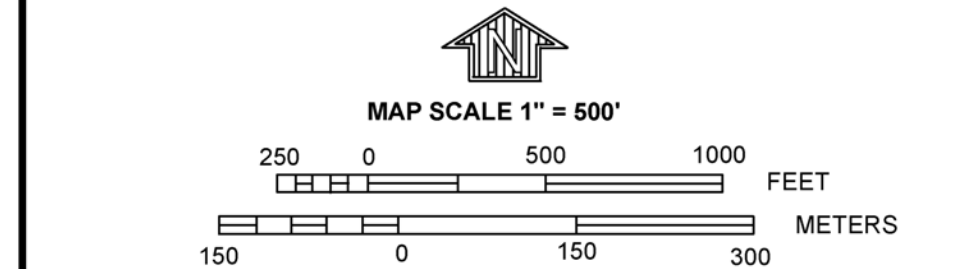 N
MAP SCALE 1" = 500'
250 0 500 1000
FEET
METERS
150 0 150 300